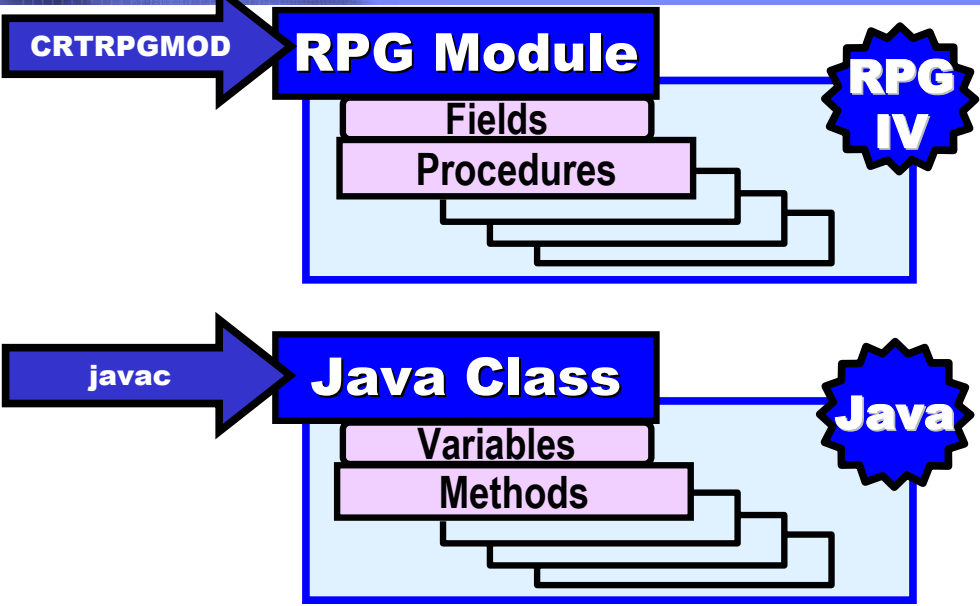 CRTRPGMOD
RPG Module
RPG
IV
Fields
Procedures
javac
Java Class
Java
Variables
Methods